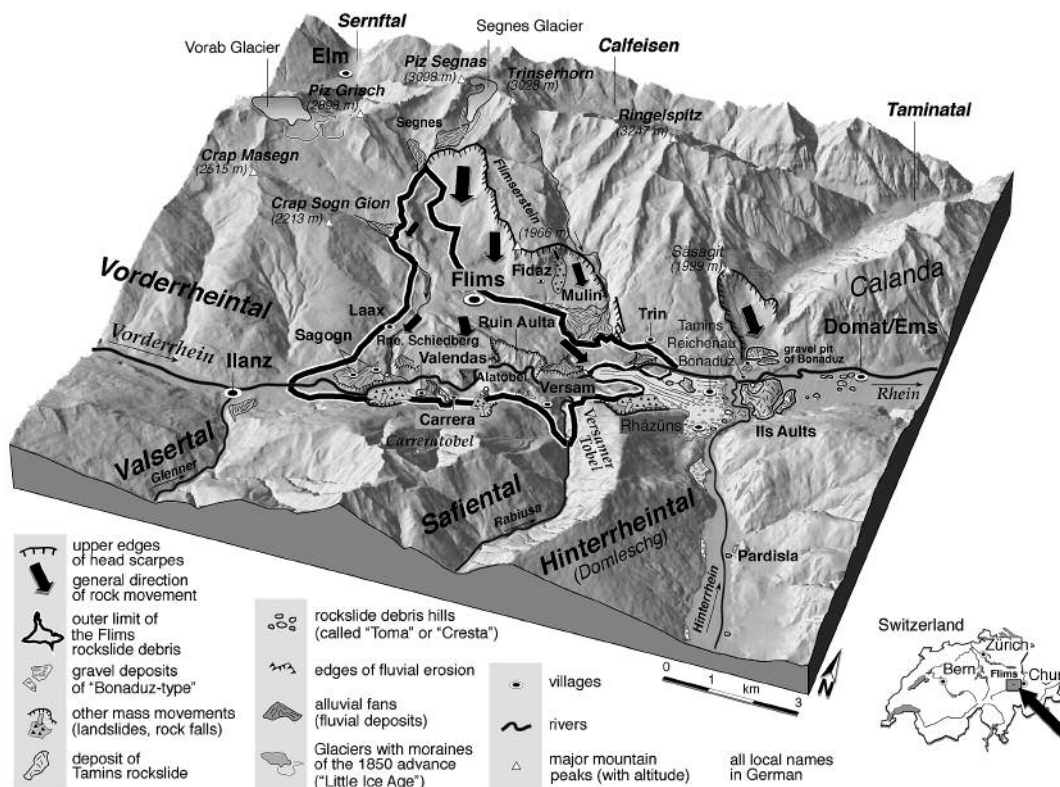 Sernftal
Segnes Glacier
Vorab Glacier
Elm
Piz Segnas
(3098 m)
Calfeisen
Trinserhorn
(3028 m)
Piz Grisch
(2898 m)
Ringelspitz
(3247 m)
Taminatal
Segnes
Crap Masegn
(2515 m)
Flimserstein
(1966 m)
Crap Sogn Gion
(2213 m)
Säsagit
(1999 m)
Calanda
Vorderrheintal
Fidaz
Flims
Mulin
Laax
Ruin Aulta
Trin
Tamins
Reichenau
Bonaduz
Domat/Ems
gravel pit
of Bonaduz
Vorderrhein
Sagogn
Rne. Schiedberg
Valendas
Ilanz
Alatobel
Versam
Rhein
Carrera
Carreratobel
Versamer
Tobel
Rhäzüns
Ils Aults
Valsertal
Glenner
Safiental
Rabiusa
Hinterrheintal
(Domleschg)
Hinterrhein
Pardisla
upper edges
of head scarpes
general direction
of rock movement
outer limit of
the Flims
rockslide debris
gravel deposits
of "Bonaduz-type"
other mass movements
(landslides, rock falls)
deposit of
Tamins rockslide
rockslide debris hills
(called "Toma" or "Cresta")
edges of fluvial erosion
alluvial fans
(fluvial deposits)
Glaciers with moraines
of the 1850 advance
("Little Ice Age")
villages
rivers
major mountain
peaks (with altitude)
all local names
in German
0
1
km
3
N
Switzerland
Zürich
Bern
Flims
Chur